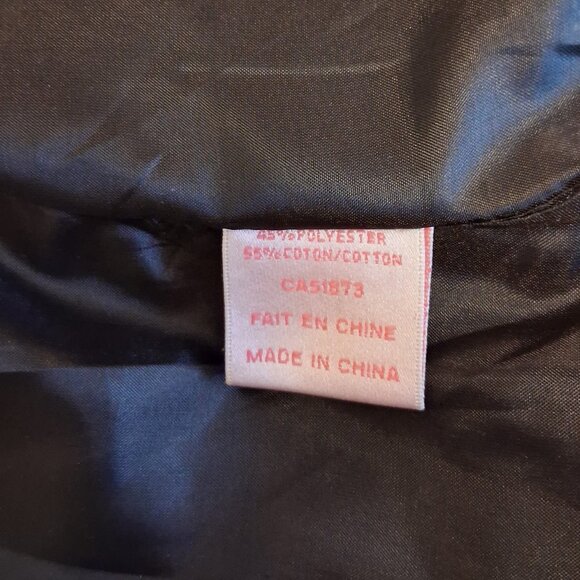 45%POLYESTER
55%COTON/COTTON
CA51873
FAIT EN CHINE
MADE IN CHINA